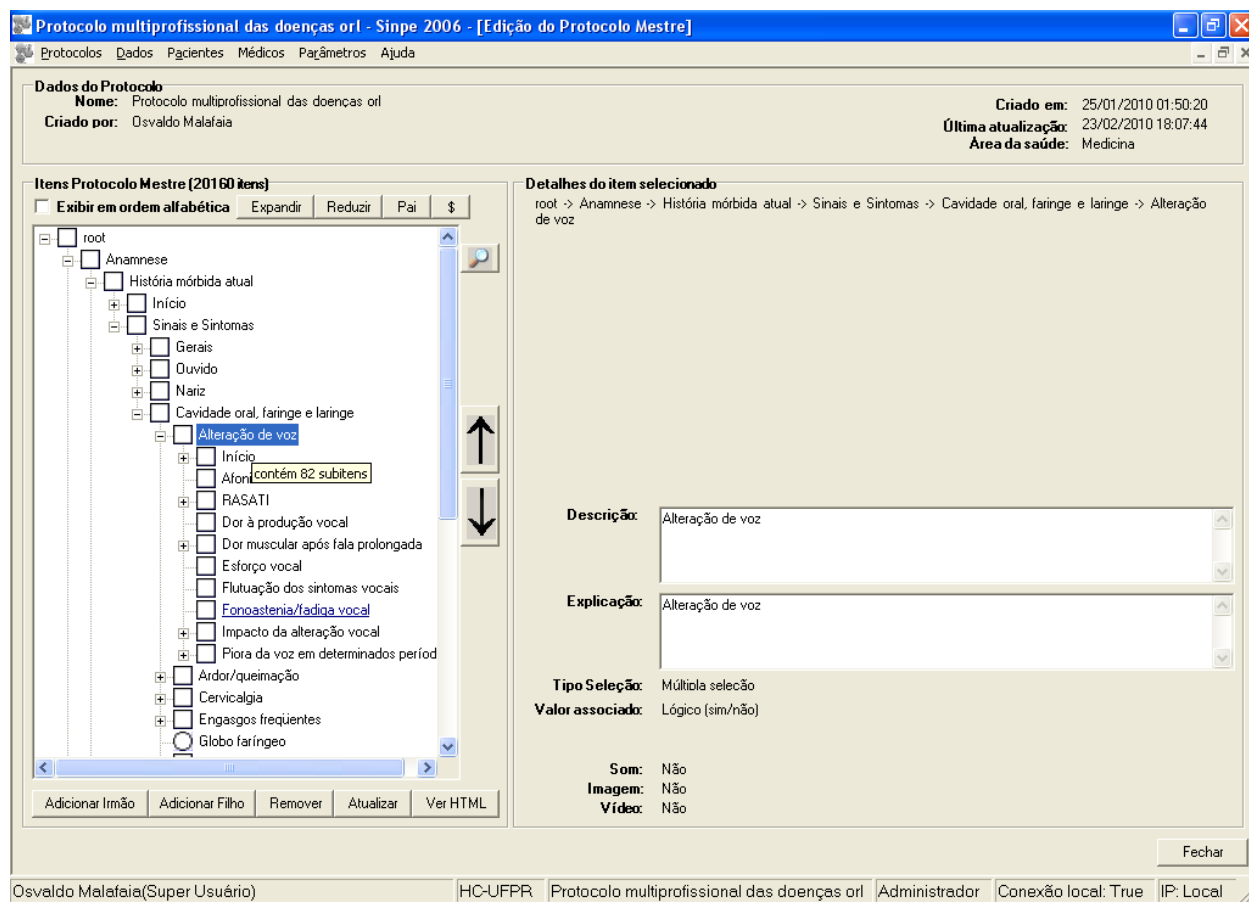 Protocolo multiprofissional das doenças orl - Sinpe 2006 - [Edição do Protocolo Mestre]
Protocolos Dados Pacientes Médicos Parâmetros Ajuda
Dados do Protocolo
Nome: Protocolo multiprofissional das doenças orl
Criado por: Osvaldo Malafaia
Criado em: 25/01/2010 01:50:20
Última atualização: 23/02/2010 18:07:44
Área da saúde: Medicina
Itens Protocolo Mestre (20160 itens)
Exibir em ordem alfabética Expandir Reduzir Pai $
root
Anamnese
História mórbida atual
Início
Sinais e Sintomas
Gerais
Ouvido
Nariz
Cavidade oral, faringe e laringe
Alteração de voz
Início
contém 82 subitens
Afoni
RASATI
Dor à produção vocal
Dor muscular após fala prolongada
Esforço vocal
Flutuação dos sintomas vocais
Fonoastenia/fadiga vocal
Impacto da alteração vocal
Piora da voz em determinados períod
Ardor/queimação
Cervicalgia
Engasgos freqüentes
Globo faríngeo
Adicionar Irmão Adicionar Filho Remover Atualizar Ver HTML
Detalhes do item selecionado
root -> Anamnese -> História mórbida atual -> Sinais e Sintomas -> Cavidade oral, faringe e laringe -> Alteração
de voz
Descrição: Alteração de voz
Explicação: Alteração de voz
Tipo Seleção: Múltipla seleção
Valor associado: Lógico (sim/não)
Som: Não
Imagem: Não
Vídeo: Não
Fechar
Osvaldo Malafaia(Super Usuário) HC-UFPR Protocolo multiprofissional das doenças orl Administrador Conexão local: True IP: Local